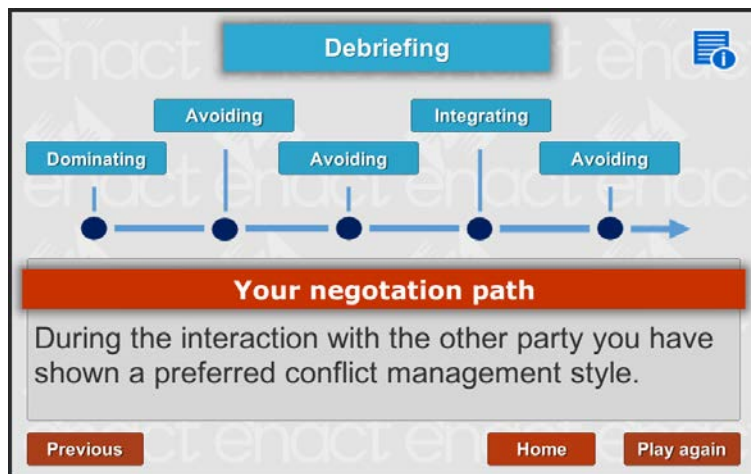 Debriefing
Avoiding
Integrating
Dominating
Avoiding
Avoiding
Your negotation path
During the interaction with the other party you have
shown a preferred conflict management style.
Previous
Home
Play again
enact